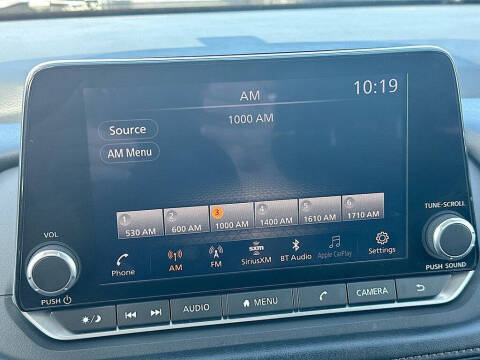 AM
10:19
1000 AM
Source
AM Menu
1 2 3 4 5 6
530 AM 600 AM 1000 AM 1400 AM 1610 AM 1710 AM
Phone AM FM SXM SiriusXM BT Audio Apple CarPlay Settings
VOL
PUSH
TUNE·SCROLL
PUSH SOUND
AUDIO MENU CAMERA